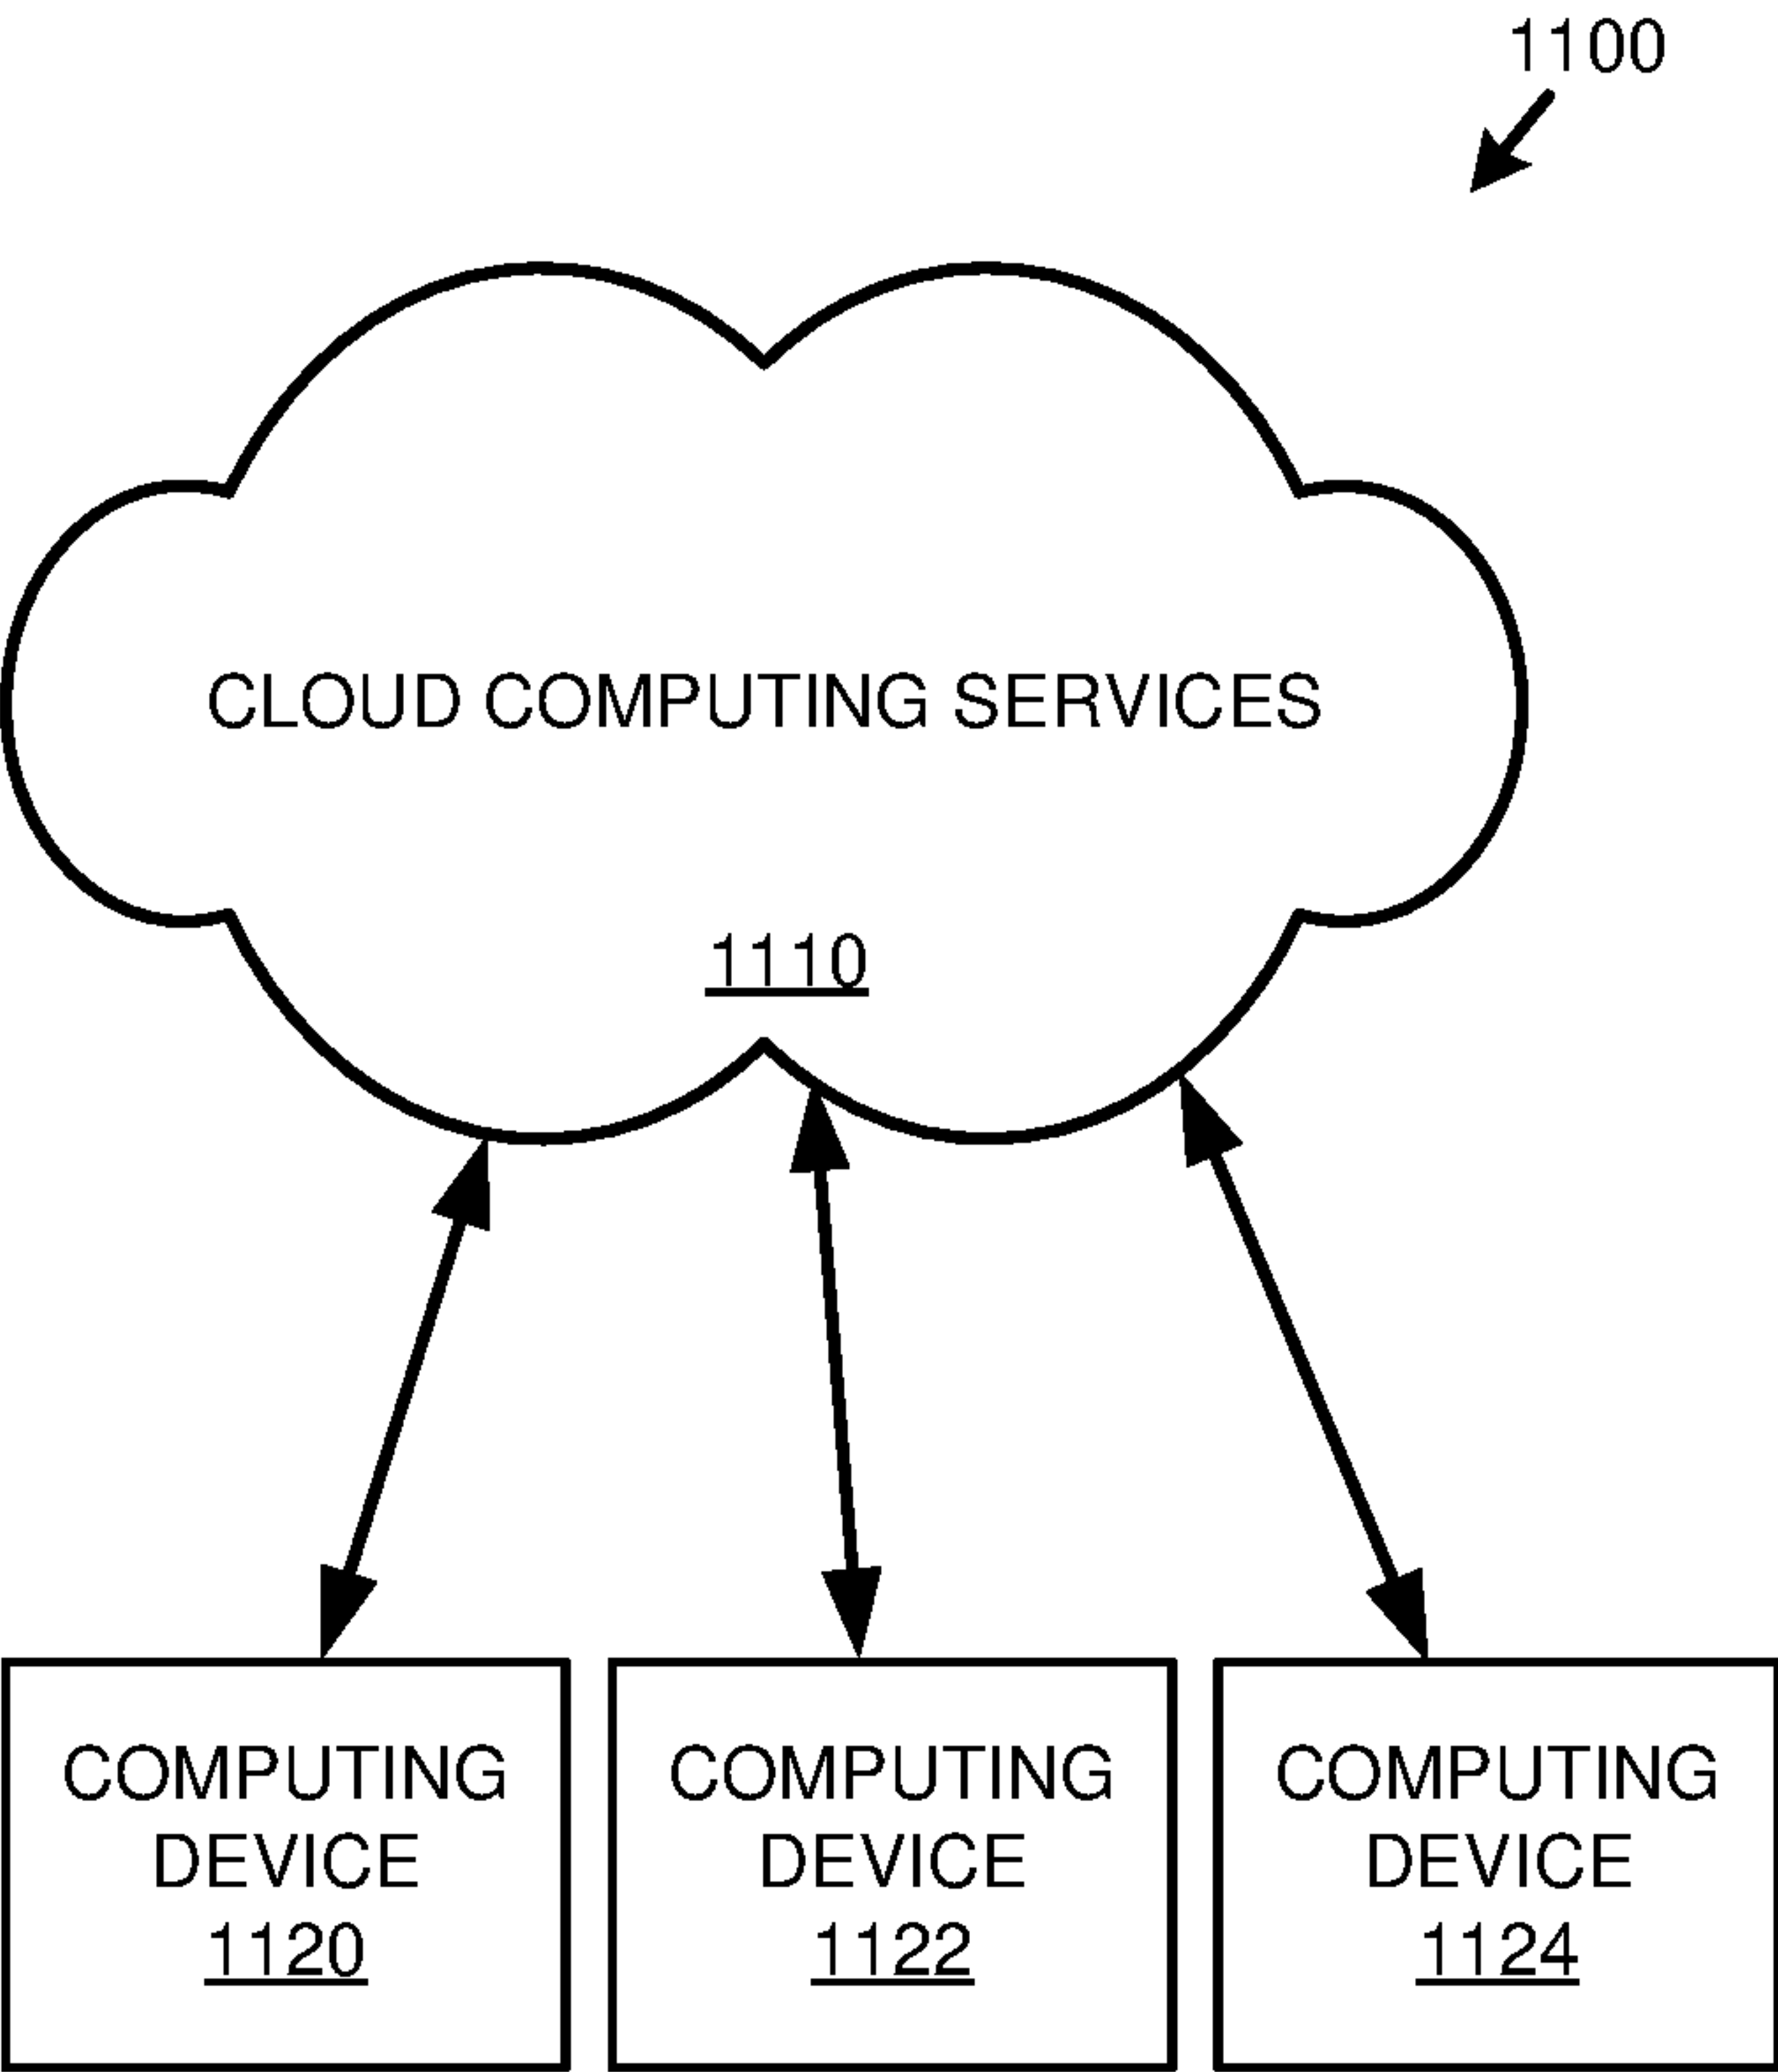 1100
CLOUD COMPUTING SERVICES
1110
COMPUTING
DEVICE
1120
COMPUTING
DEVICE
1122
COMPUTING
DEVICE
1124